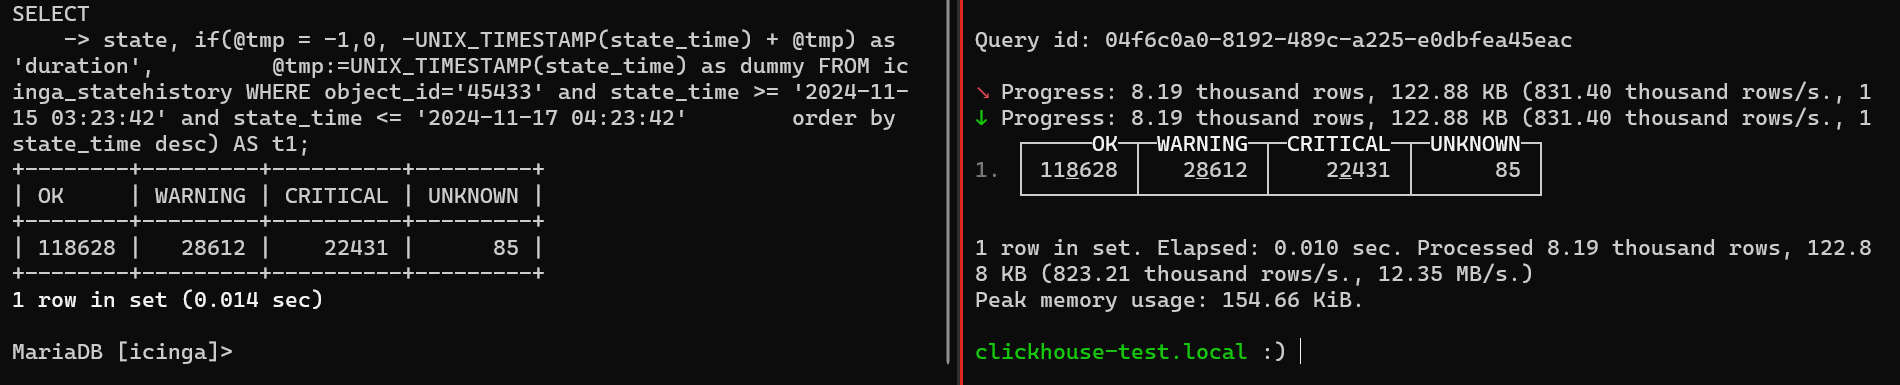 SELECT
    -> state, if(@tmp = -1,0, -UNIX_TIMESTAMP(state_time) + @tmp) as
'duration',         @tmp:=UNIX_TIMESTAMP(state_time) as dummy FROM ic
inga_statehistory WHERE object_id='45433' and state_time >= '2024-11-
15 03:23:42' and state_time <= '2024-11-17 04:23:42'         order by
state_time desc) AS t1;
+--------+---------+----------+---------+
| OK     | WARNING | CRITICAL | UNKNOWN |
+--------+---------+----------+---------+
| 118628 |   28612 |    22431 |      85 |
+--------+---------+----------+---------+
1 row in set (0.014 sec)
MariaDB [icinga]>
Query id: 04f6c0a0-8192-489c-a225-e0dbfea45eac
↘ Progress: 8.19 thousand rows, 122.88 KB (831.40 thousand rows/s., 1
↓ Progress: 8.19 thousand rows, 122.88 KB (831.40 thousand rows/s., 1
   ┌─────OK─┬─WARNING─┬─CRITICAL─┬─UNKNOWN─┐
1. │ 118628 │   28612 │    22431 │      85 │
   └────────┴─────────┴──────────┴─────────┘
1 row in set. Elapsed: 0.010 sec. Processed 8.19 thousand rows, 122.8
8 KB (823.21 thousand rows/s., 12.35 MB/s.)
Peak memory usage: 154.66 KiB.
clickhouse-test.local :)